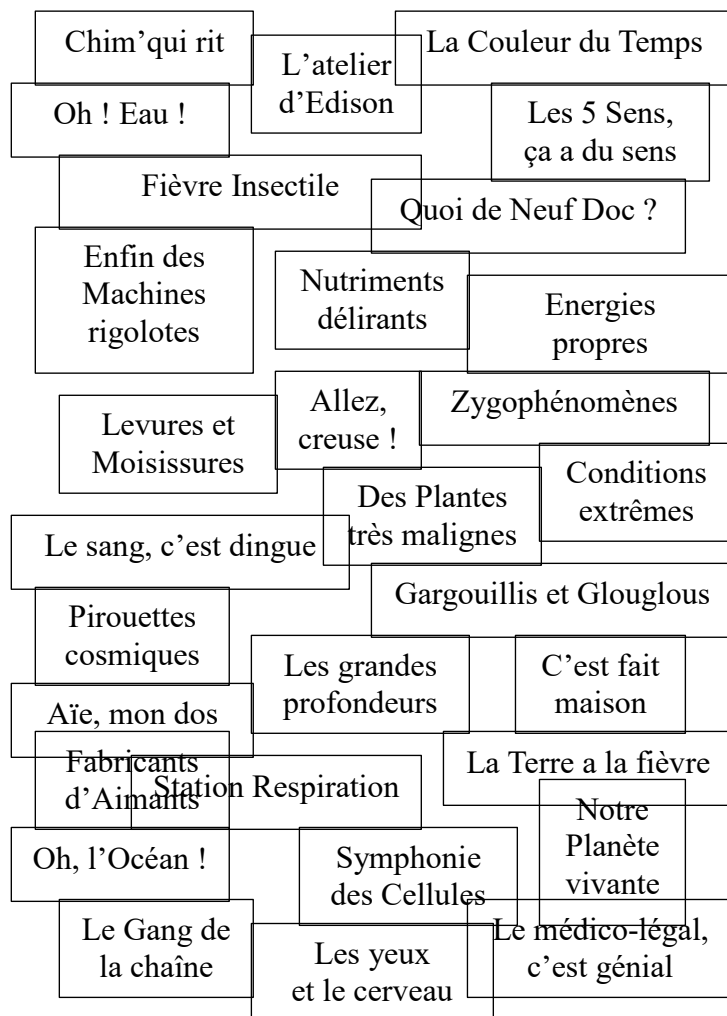 Chim’qui rit
La Couleur du Temps
L’atelier
d’Edison
Oh ! Eau !
Les 5 Sens,
ça a du sens
Fièvre Insectile
Quoi de Neuf Doc ?
Enfin des
Machines
rigolotes
Nutriments
délirants
Energies
propres
Allez,
creuse !
Zygophénomènes
Levures et
Moisissures
Conditions
extrêmes
Des Plantes
très malignes
Le sang, c’est dingue
Gargouillis et Glouglous
Pirouettes
cosmiques
Les grandes
profondeurs
C’est fait
maison
Aïe, mon dos
Fabricants
d’Aimants
La Terre a la fièvre
Station Respiration
Notre
Planète
vivante
Oh, l’Océan !
Symphonie
des Cellules
Le Gang de
la chaîne
Le médico-légal,
c’est génial
Les yeux
et le cerveau